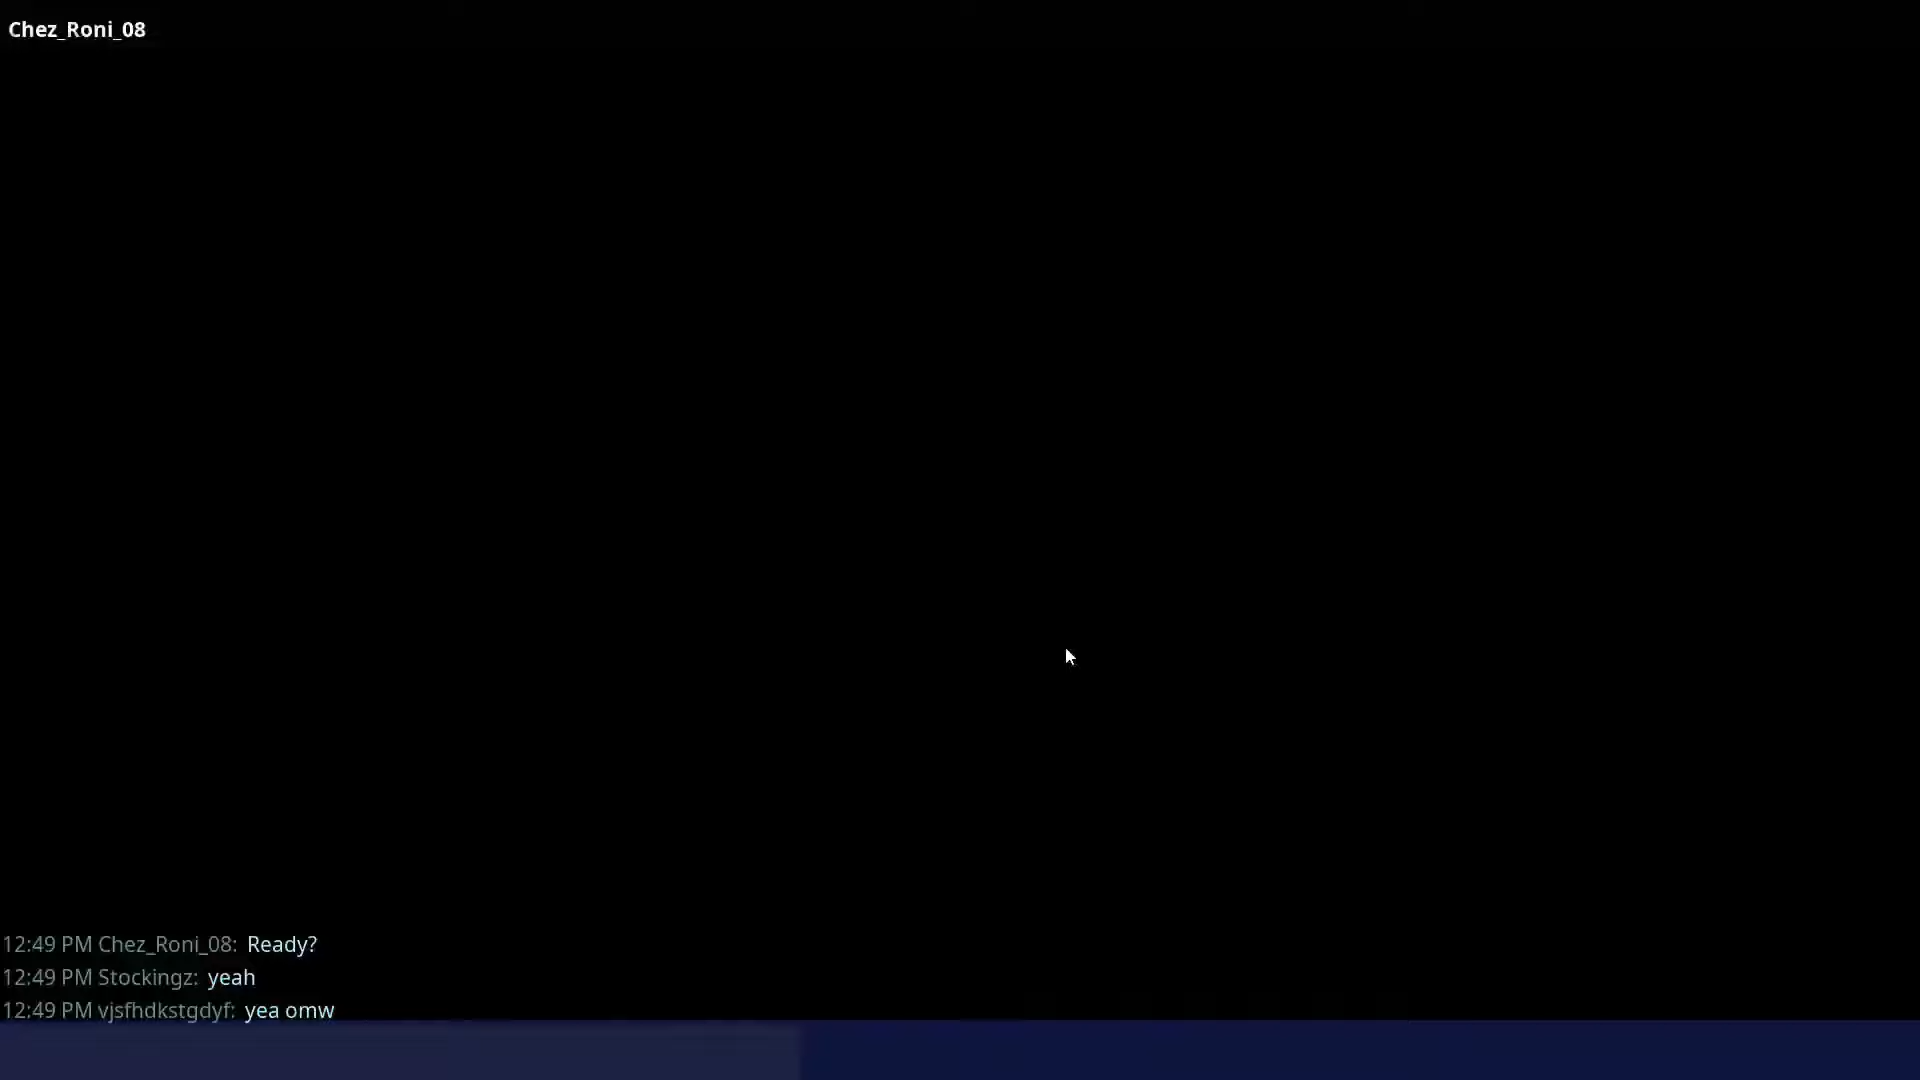 Chez_Roni_08
12:49 PM Chez_Roni_08: Ready?
12:49 PM Stockingz: yeah
12:49 PM vjsfhdkstgdyf: yea omw